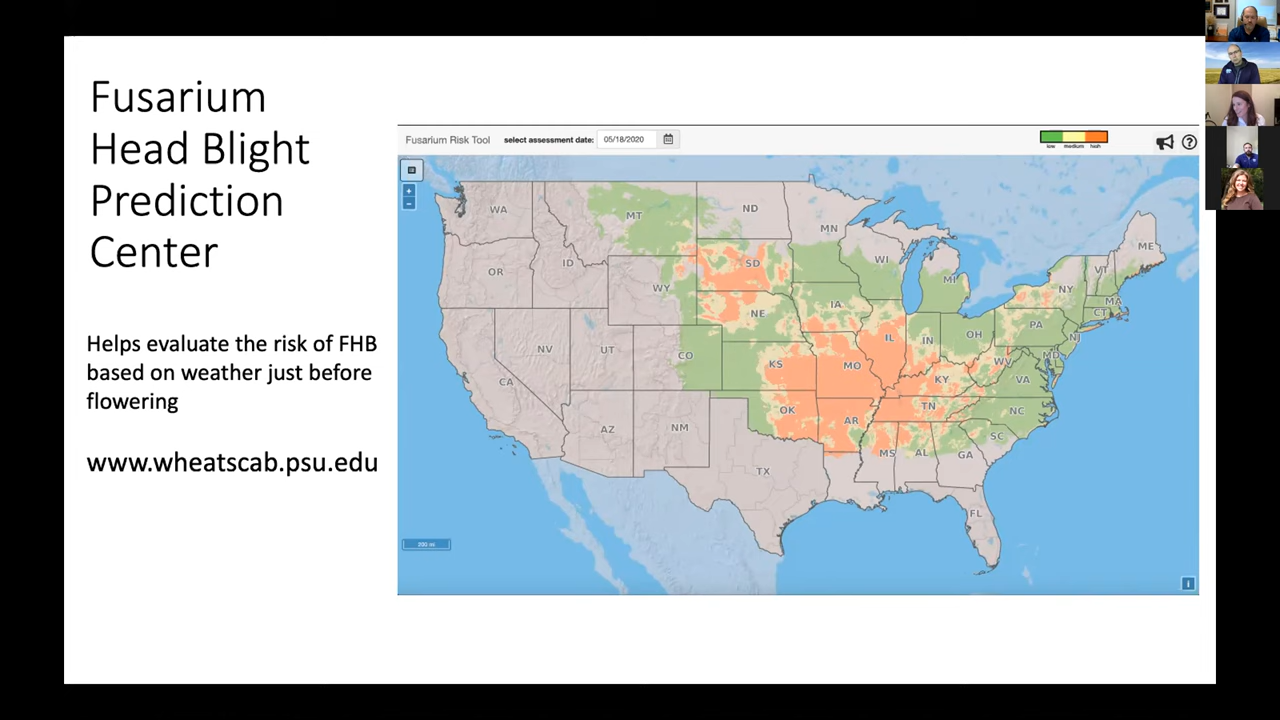 Fusarium
Head Blight
Prediction
Center
Helps evaluate the risk of FHB
based on weather just before
flowering
www.wheatscab.psu.edu
Fusarium Risk Tool
select assessment date:
05/18/2020
low medium high
?
+
-
WA
MT
ND
MN
ME
OR
ID
SD
WI
MI
VT
NY
WY
MA
CT
IA
NE
PA
NJ
NV
UT
CO
IL
IN
OH
MD
KS
MO
WV
VA
CA
KY
AZ
NM
OK
AR
TN
NC
SC
MS
AL
GA
TX
FL
200 mi
i